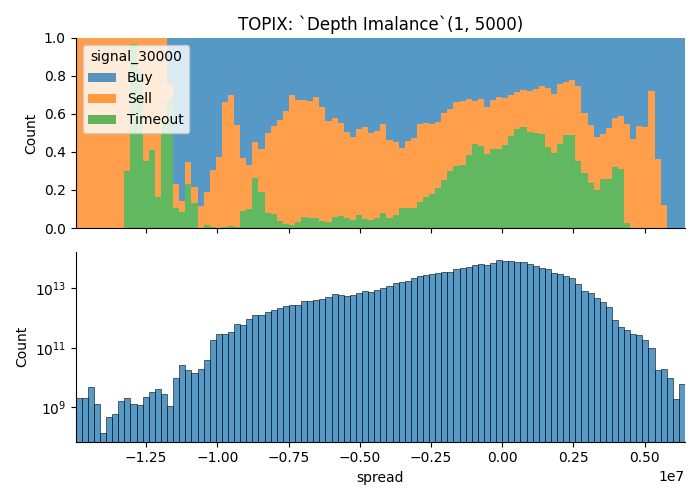 TOPIX: `Depth Imalance`(1, 5000)
1.0
0.8
0.6
0.4
0.2
0.0
Count
signal_30000
Buy
Sell
Timeout
10^13
10^11
10^9
Count
−1.25 −1.00 −0.75 −0.50 −0.25 0.00 0.25 0.50
1e7
spread